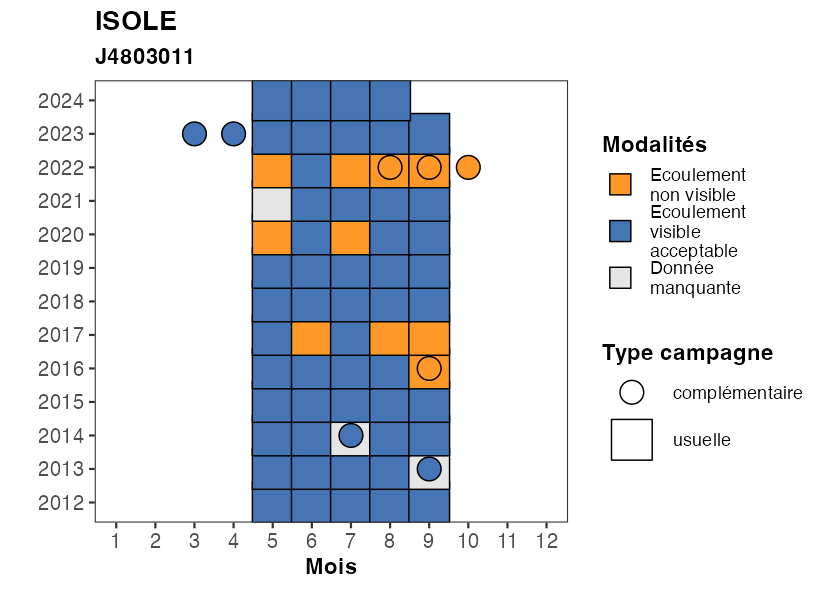 ISOLE
J4803011
2024
2023
2022
2021
2020
2019
2018
2017
2016
2015
2014
2013
2012
1 2 3 4 5 6 7 8 9 10 11 12
Mois
Modalités
Ecoulement
non visible
Ecoulement
visible
acceptable
Donnée
manquante
Type campagne
complémentaire
usuelle